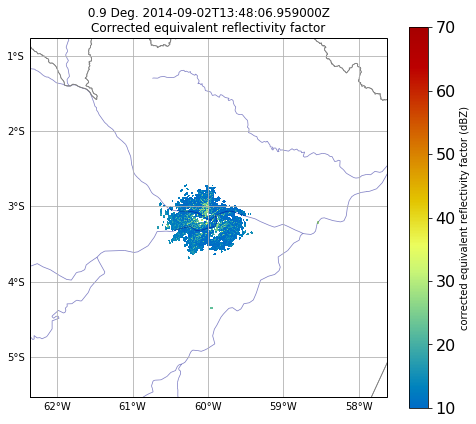 0.9 Deg. 2014-09-02T13:48:06.959000Z
Corrected equivalent reflectivity factor
1°S
2°S
3°S
4°S
5°S
62°W
61°W
60°W
59°W
58°W
70
60
50
40
30
20
10
corrected equivalent reflectivity factor (dBZ)